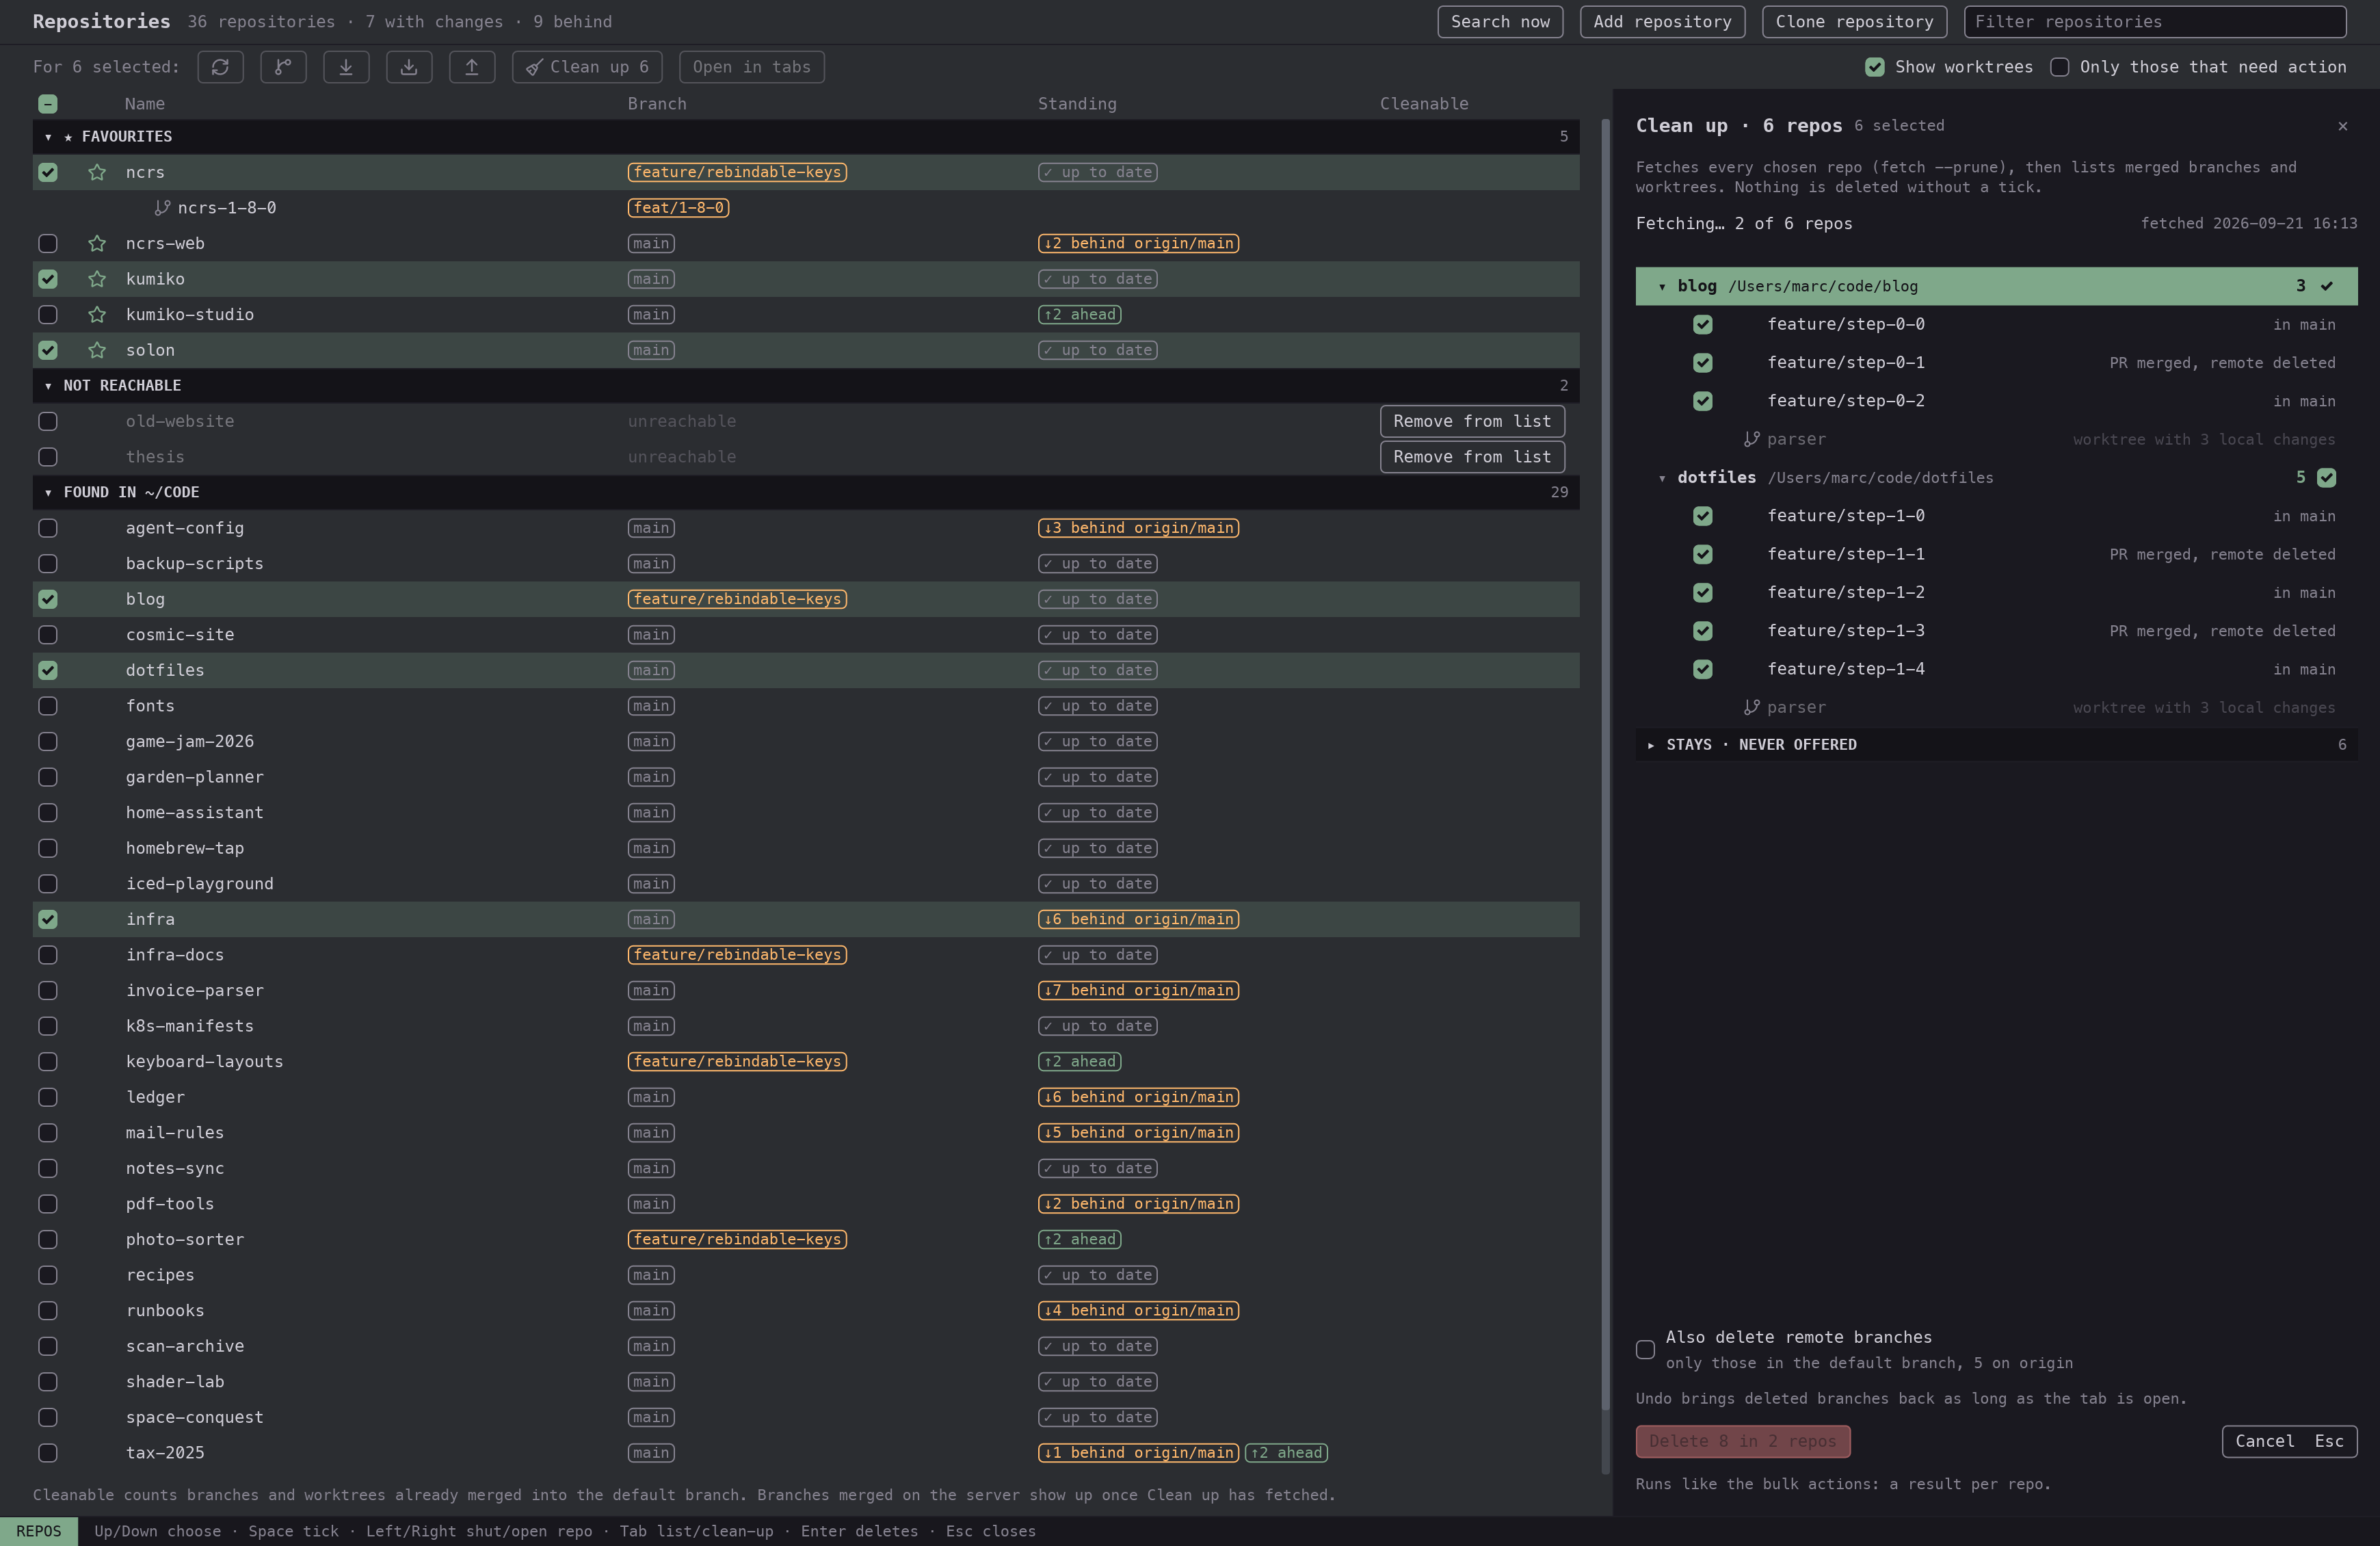 Repositories 36 repositories · 7 with changes · 9 behind Search now Add repository Clone repository Filter repositories
For 6 selected: Clean up 6 Open in tabs Show worktrees Only those that need action
Name Branch Standing Cleanable
▾ ★ FAVOURITES 5
ncrs feature/rebindable-keys ✓ up to date
ncrs-1-8-0 feat/1-8-0
ncrs-web main ↓2 behind origin/main
kumiko main ✓ up to date
kumiko-studio main ↑2 ahead
solon main ✓ up to date
▾ NOT REACHABLE 2
old-website unreachable Remove from list
thesis unreachable Remove from list
▾ FOUND IN ~/CODE 29
agent-config main ↓3 behind origin/main
backup-scripts main ✓ up to date
blog feature/rebindable-keys ✓ up to date
cosmic-site main ✓ up to date
dotfiles main ✓ up to date
fonts main ✓ up to date
game-jam-2026 main ✓ up to date
garden-planner main ✓ up to date
home-assistant main ✓ up to date
homebrew-tap main ✓ up to date
iced-playground main ✓ up to date
infra main ↓6 behind origin/main
infra-docs feature/rebindable-keys ✓ up to date
invoice-parser main ↓7 behind origin/main
k8s-manifests main ✓ up to date
keyboard-layouts feature/rebindable-keys ↑2 ahead
ledger main ↓6 behind origin/main
mail-rules main ↓5 behind origin/main
notes-sync main ✓ up to date
pdf-tools main ↓2 behind origin/main
photo-sorter feature/rebindable-keys ↑2 ahead
recipes main ✓ up to date
runbooks main ↓4 behind origin/main
scan-archive main ✓ up to date
shader-lab main ✓ up to date
space-conquest main ✓ up to date
tax-2025 main ↓1 behind origin/main ↑2 ahead
Cleanable counts branches and worktrees already merged into the default branch. Branches merged on the server show up once Clean up has fetched.
Clean up · 6 repos 6 selected ×
Fetches every chosen repo (fetch --prune), then lists merged branches and
worktrees. Nothing is deleted without a tick.
Fetching… 2 of 6 repos fetched 2026-09-21 16:13
▾ blog /Users/marc/code/blog 3
feature/step-0-0 in main
feature/step-0-1 PR merged, remote deleted
feature/step-0-2 in main
parser worktree with 3 local changes
▾ dotfiles /Users/marc/code/dotfiles 5
feature/step-1-0 in main
feature/step-1-1 PR merged, remote deleted
feature/step-1-2 in main
feature/step-1-3 PR merged, remote deleted
feature/step-1-4 in main
parser worktree with 3 local changes
▸ STAYS · NEVER OFFERED 6
Also delete remote branches
only those in the default branch, 5 on origin
Undo brings deleted branches back as long as the tab is open.
Delete 8 in 2 repos Cancel Esc
Runs like the bulk actions: a result per repo.
REPOS Up/Down choose · Space tick · Left/Right shut/open repo · Tab list/clean-up · Enter deletes · Esc closes